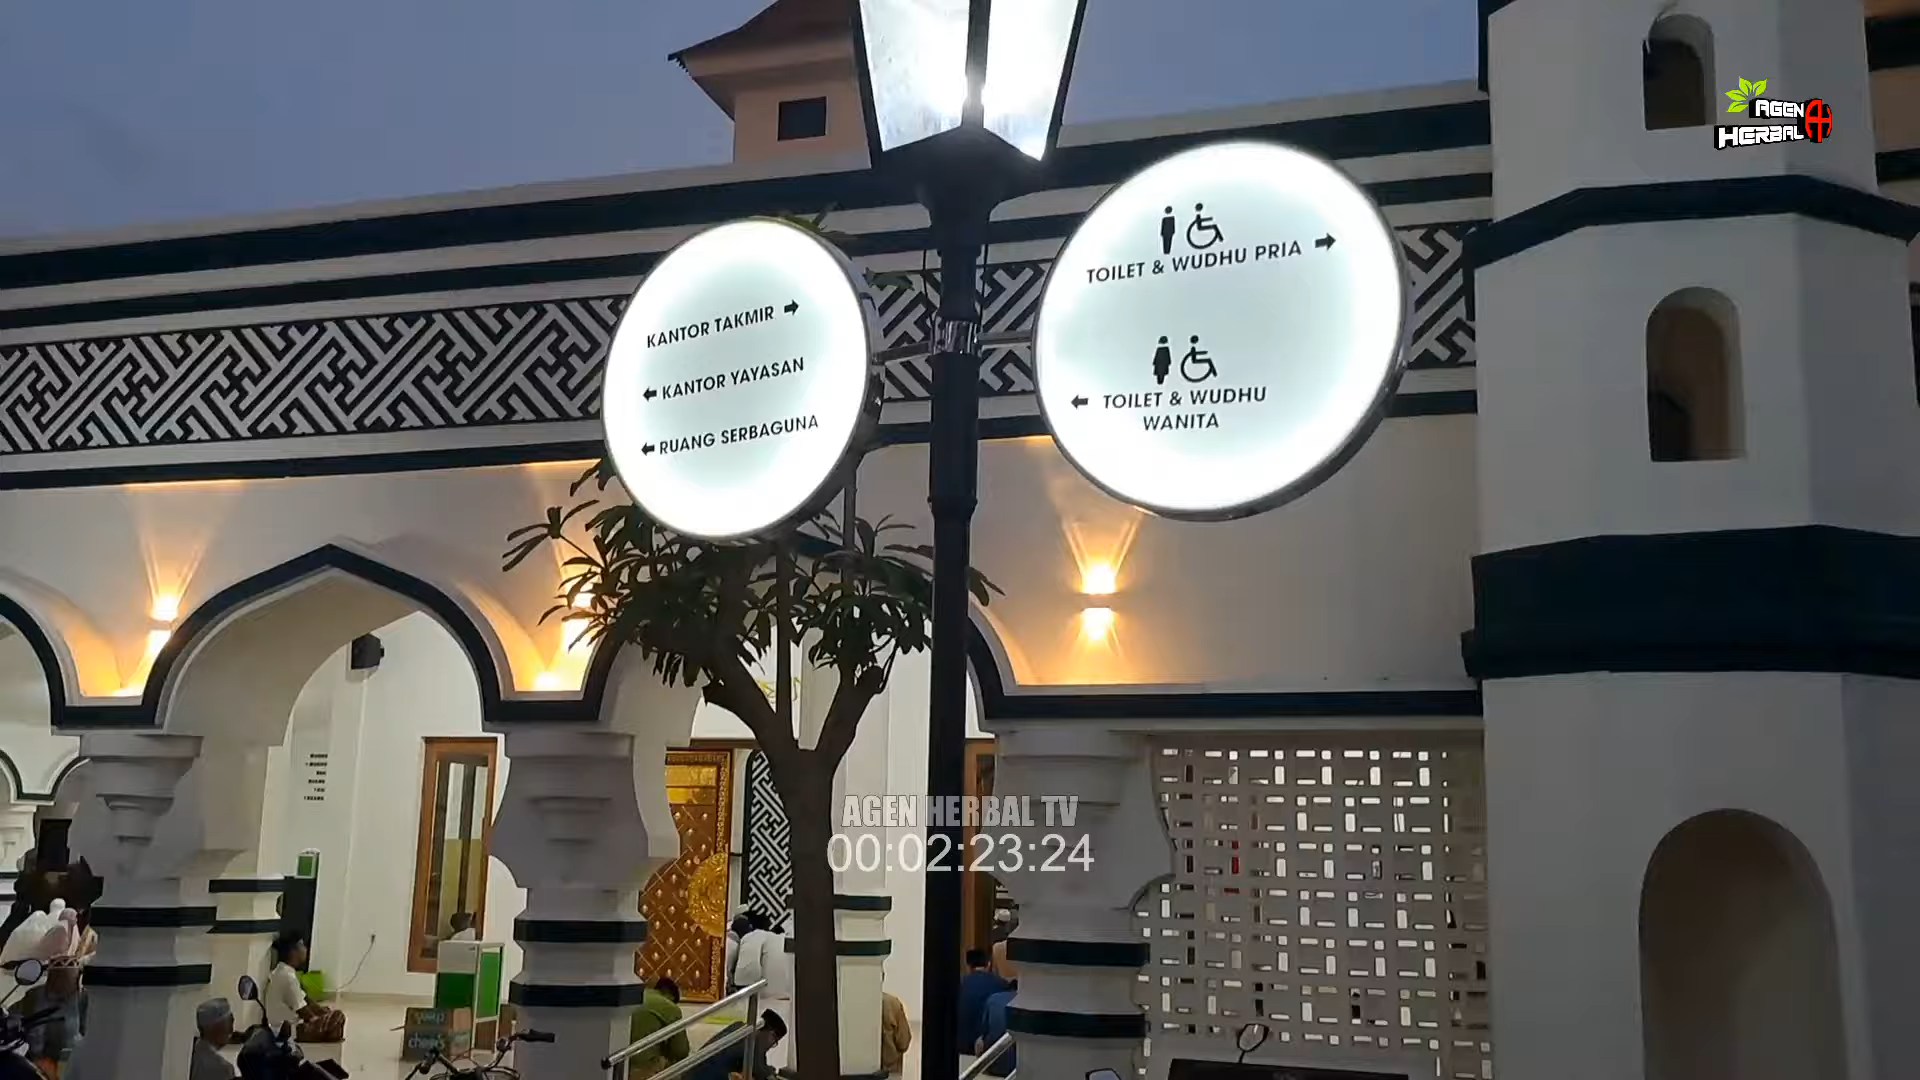 AGEN
HERBAL
KANTOR TAKMIR ➡
⬅ KANTOR YAYASAN
⬅ RUANG SERBAGUNA
TOILET & WUDHU PRIA ➡
⬅ TOILET & WUDHU
WANITA
AGEN HERBAL TV
00:02:23:24